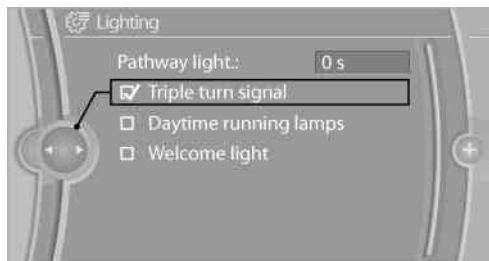 Lighting
Pathway light.: 0 s
Triple turn signal
Daytime running lamps
Welcome light